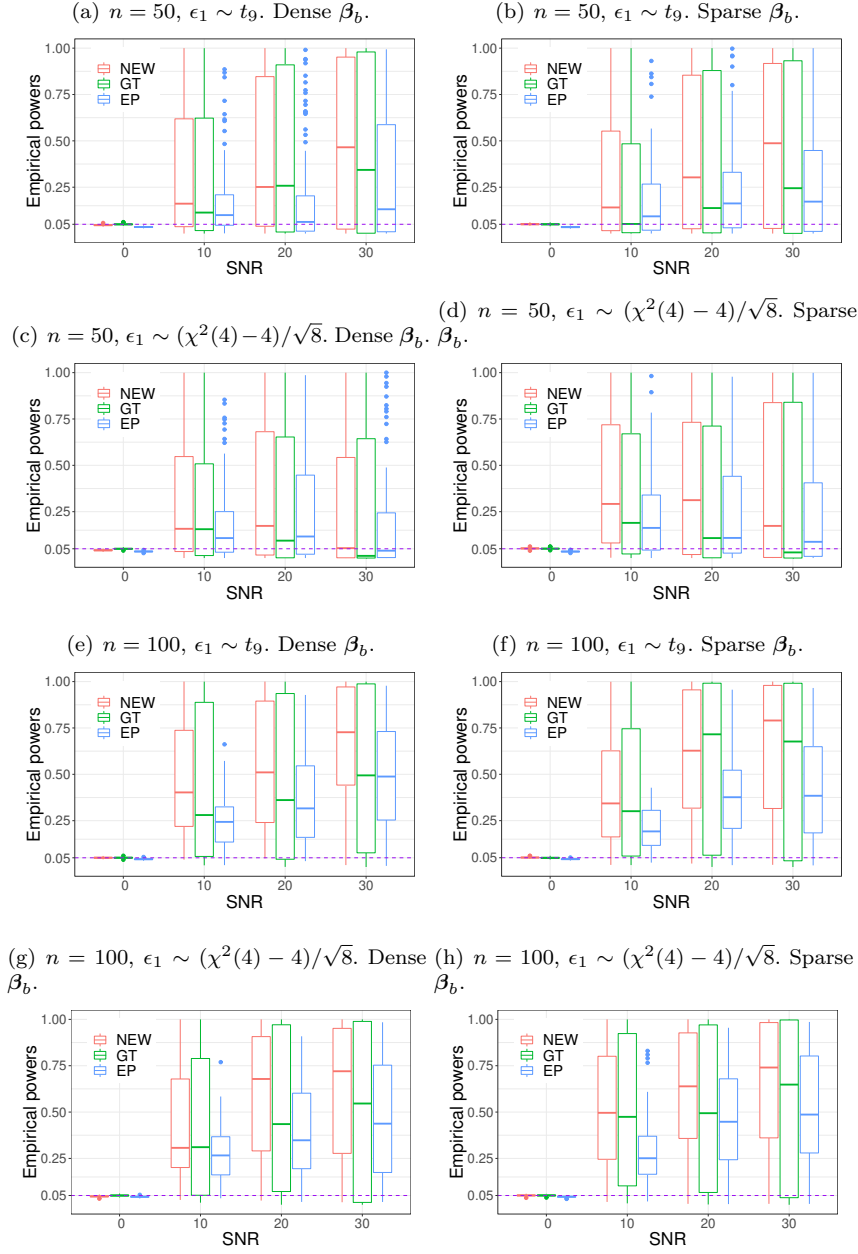 (a) n = 50, ϵ₁ ∼ t₉. Dense β_b.
(b) n = 50, ϵ₁ ∼ t₉. Sparse β_b.
Empirical powers
1.00
0.75
0.50
0.25
0.05
NEW
GT
EP
0 10 20 30
SNR
Empirical powers
1.00
0.75
0.50
0.25
0.05
NEW
GT
EP
0 10 20 30
SNR
(c) n = 50, ϵ₁ ∼ (χ²(4)−4)/√8. Dense β_b.
(d) n = 50, ϵ₁ ∼ (χ²(4) − 4)/√8. Sparse
β_b.
Empirical powers
1.00
0.75
0.50
0.25
0.05
NEW
GT
EP
0 10 20 30
SNR
Empirical powers
1.00
0.75
0.50
0.25
0.05
NEW
GT
EP
0 10 20 30
SNR
(e) n = 100, ϵ₁ ∼ t₉. Dense β_b.
(f) n = 100, ϵ₁ ∼ t₉. Sparse β_b.
Empirical powers
1.00
0.75
0.50
0.25
0.05
NEW
GT
EP
0 10 20 30
SNR
Empirical powers
1.00
0.75
0.50
0.25
0.05
NEW
GT
EP
0 10 20 30
SNR
(g) n = 100, ϵ₁ ∼ (χ²(4) − 4)/√8. Dense
β_b.
(h) n = 100, ϵ₁ ∼ (χ²(4) − 4)/√8. Sparse
β_b.
Empirical powers
1.00
0.75
0.50
0.25
0.05
NEW
GT
EP
0 10 20 30
SNR
Empirical powers
1.00
0.75
0.50
0.25
0.05
NEW
GT
EP
0 10 20 30
SNR